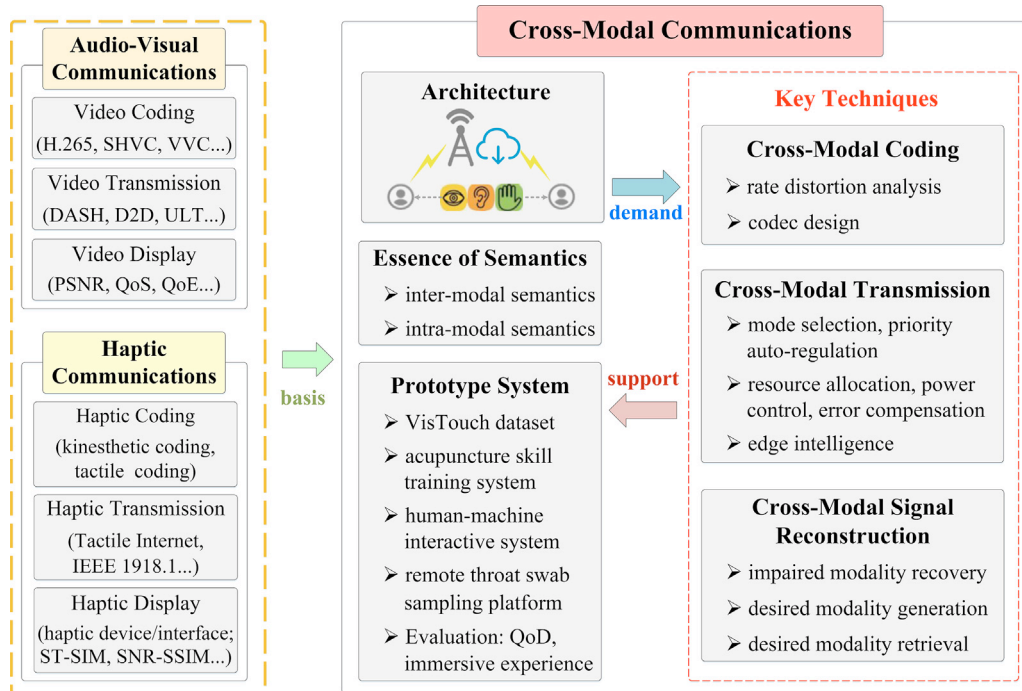 Audio-Visual
Communications
Video Coding
(H.265, SHVC, VVC...)
Video Transmission
(DASH, D2D, ULT...)
Video Display
(PSNR, QoS, QoE...)
Haptic
Communications
Haptic Coding
(kinesthetic coding,
tactile coding)
Haptic Transmission
(Tactile Internet,
IEEE 1918.1...)
Haptic Display
(haptic device/interface;
ST-SIM, SNR-SSIM...)
basis
Cross-Modal Communications
Architecture
Essence of Semantics
➢ inter-modal semantics
➢ intra-modal semantics
Prototype System
➢ VisTouch dataset
➢ acupuncture skill
training system
➢ human-machine
interactive system
➢ remote throat swab
sampling platform
➢ Evaluation: QoD,
immersive experience
demand
support
Key Techniques
Cross-Modal Coding
➢ rate distortion analysis
➢ codec design
Cross-Modal Transmission
➢ mode selection, priority
auto-regulation
➢ resource allocation, power
control, error compensation
➢ edge intelligence
Cross-Modal Signal
Reconstruction
➢ impaired modality recovery
➢ desired modality generation
➢ desired modality retrieval